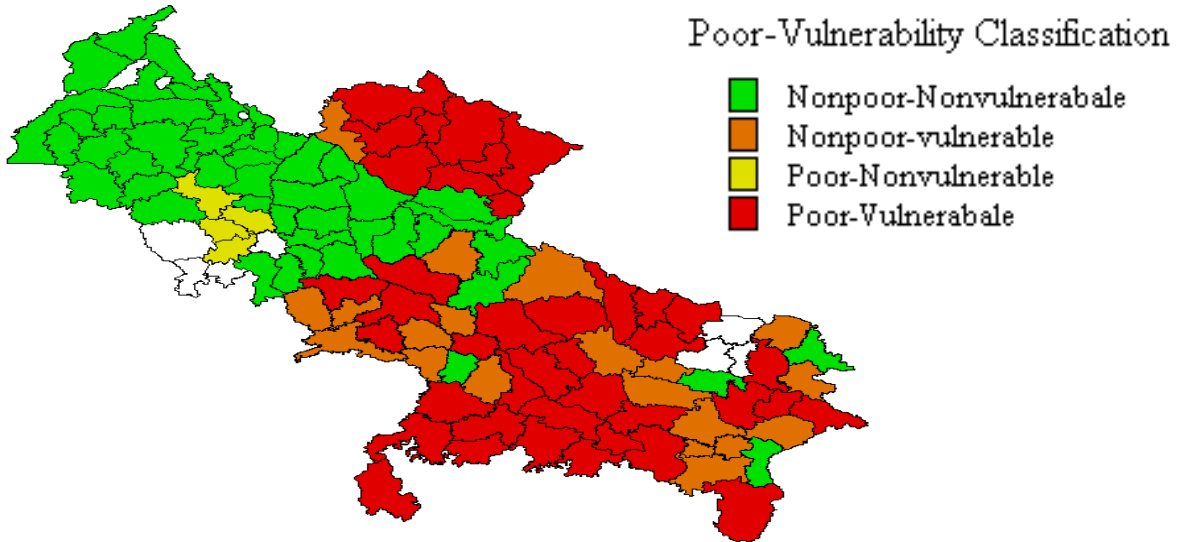 Poor-Vulnerability Classification
Nonpoor-Nonvulnerabale
Nonpoor-vulnerable
Poor-Nonvulnerable
Poor-Vulnerabale